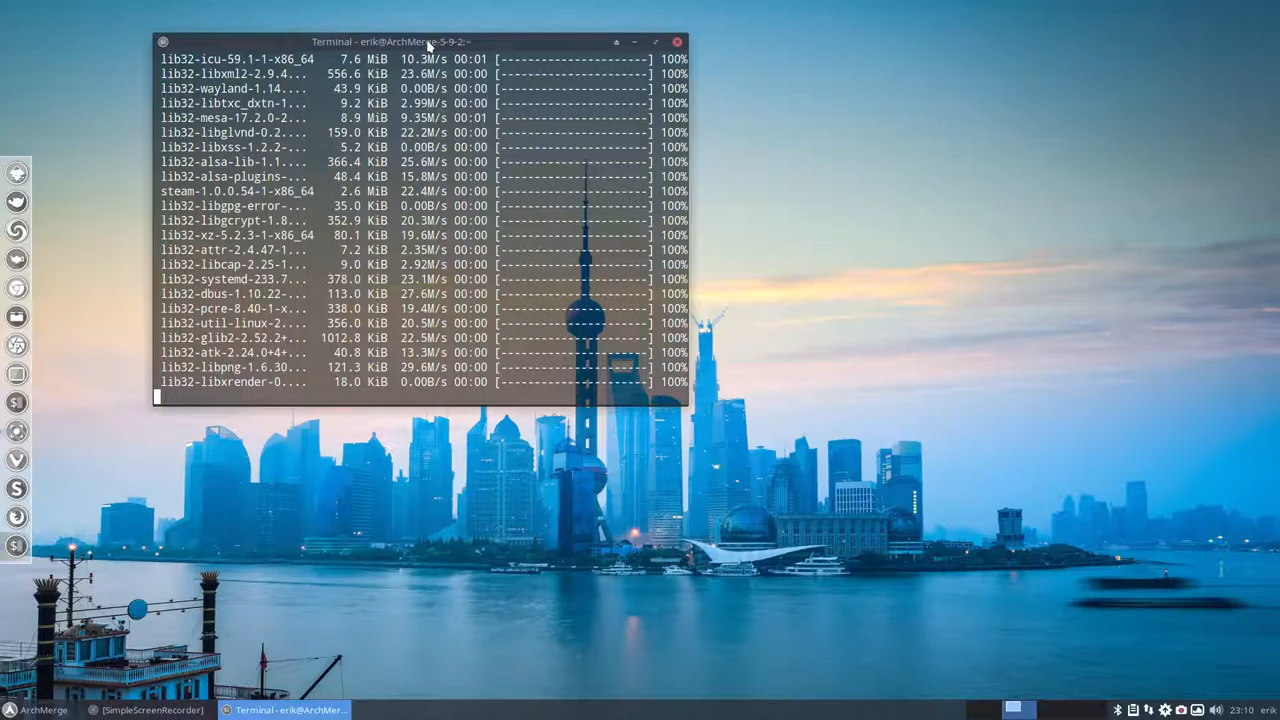 Terminal - erik@ArchMerge-5-9-2:~
lib32-icu-59.1-1-x86_64 7.6 MiB 10.3M/s 00:01 [----------------------] 100%
lib32-libxml2-2.9.4... 556.6 KiB 23.6M/s 00:00 [----------------------] 100%
lib32-wayland-1.14.... 43.9 KiB 0.00B/s 00:00 [----------------------] 100%
lib32-libtxc_dxtn-1... 9.2 KiB 2.99M/s 00:00 [----------------------] 100%
lib32-mesa-17.2.0-2... 8.9 MiB 9.35M/s 00:01 [----------------------] 100%
lib32-libglvnd-0.2.... 159.0 KiB 22.2M/s 00:00 [----------------------] 100%
lib32-libxss-1.2.2-... 5.2 KiB 0.00B/s 00:00 [----------------------] 100%
lib32-alsa-lib-1.1.... 366.4 KiB 25.6M/s 00:00 [----------------------] 100%
lib32-alsa-plugins-... 48.4 KiB 15.8M/s 00:00 [----------------------] 100%
steam-1.0.0.54-1-x86_64 2.6 MiB 22.4M/s 00:00 [----------------------] 100%
lib32-libgpg-error-... 35.0 KiB 0.00B/s 00:00 [----------------------] 100%
lib32-libgcrypt-1.8... 352.9 KiB 20.3M/s 00:00 [----------------------] 100%
lib32-xz-5.2.3-1-x86_64 80.1 KiB 19.6M/s 00:00 [----------------------] 100%
lib32-attr-2.4.47-1... 7.2 KiB 2.35M/s 00:00 [----------------------] 100%
lib32-libcap-2.25-1... 9.0 KiB 2.92M/s 00:00 [----------------------] 100%
lib32-systemd-233.7... 378.0 KiB 23.1M/s 00:00 [----------------------] 100%
lib32-dbus-1.10.22-... 113.0 KiB 27.6M/s 00:00 [----------------------] 100%
lib32-pcre-8.40-1-x... 338.0 KiB 19.4M/s 00:00 [----------------------] 100%
lib32-util-linux-2.... 356.0 KiB 20.5M/s 00:00 [----------------------] 100%
lib32-glib2-2.52.2+... 1012.8 KiB 22.5M/s 00:00 [----------------------] 100%
lib32-atk-2.24.0+4+... 40.8 KiB 13.3M/s 00:00 [----------------------] 100%
lib32-libpng-1.6.30... 121.3 KiB 29.6M/s 00:00 [----------------------] 100%
lib32-libxrender-0.... 18.0 KiB 0.00B/s 00:00 [----------------------] 100%
ArchMerge [SimpleScreenRecorder] Terminal - erik@ArchMer... 23:10 erik